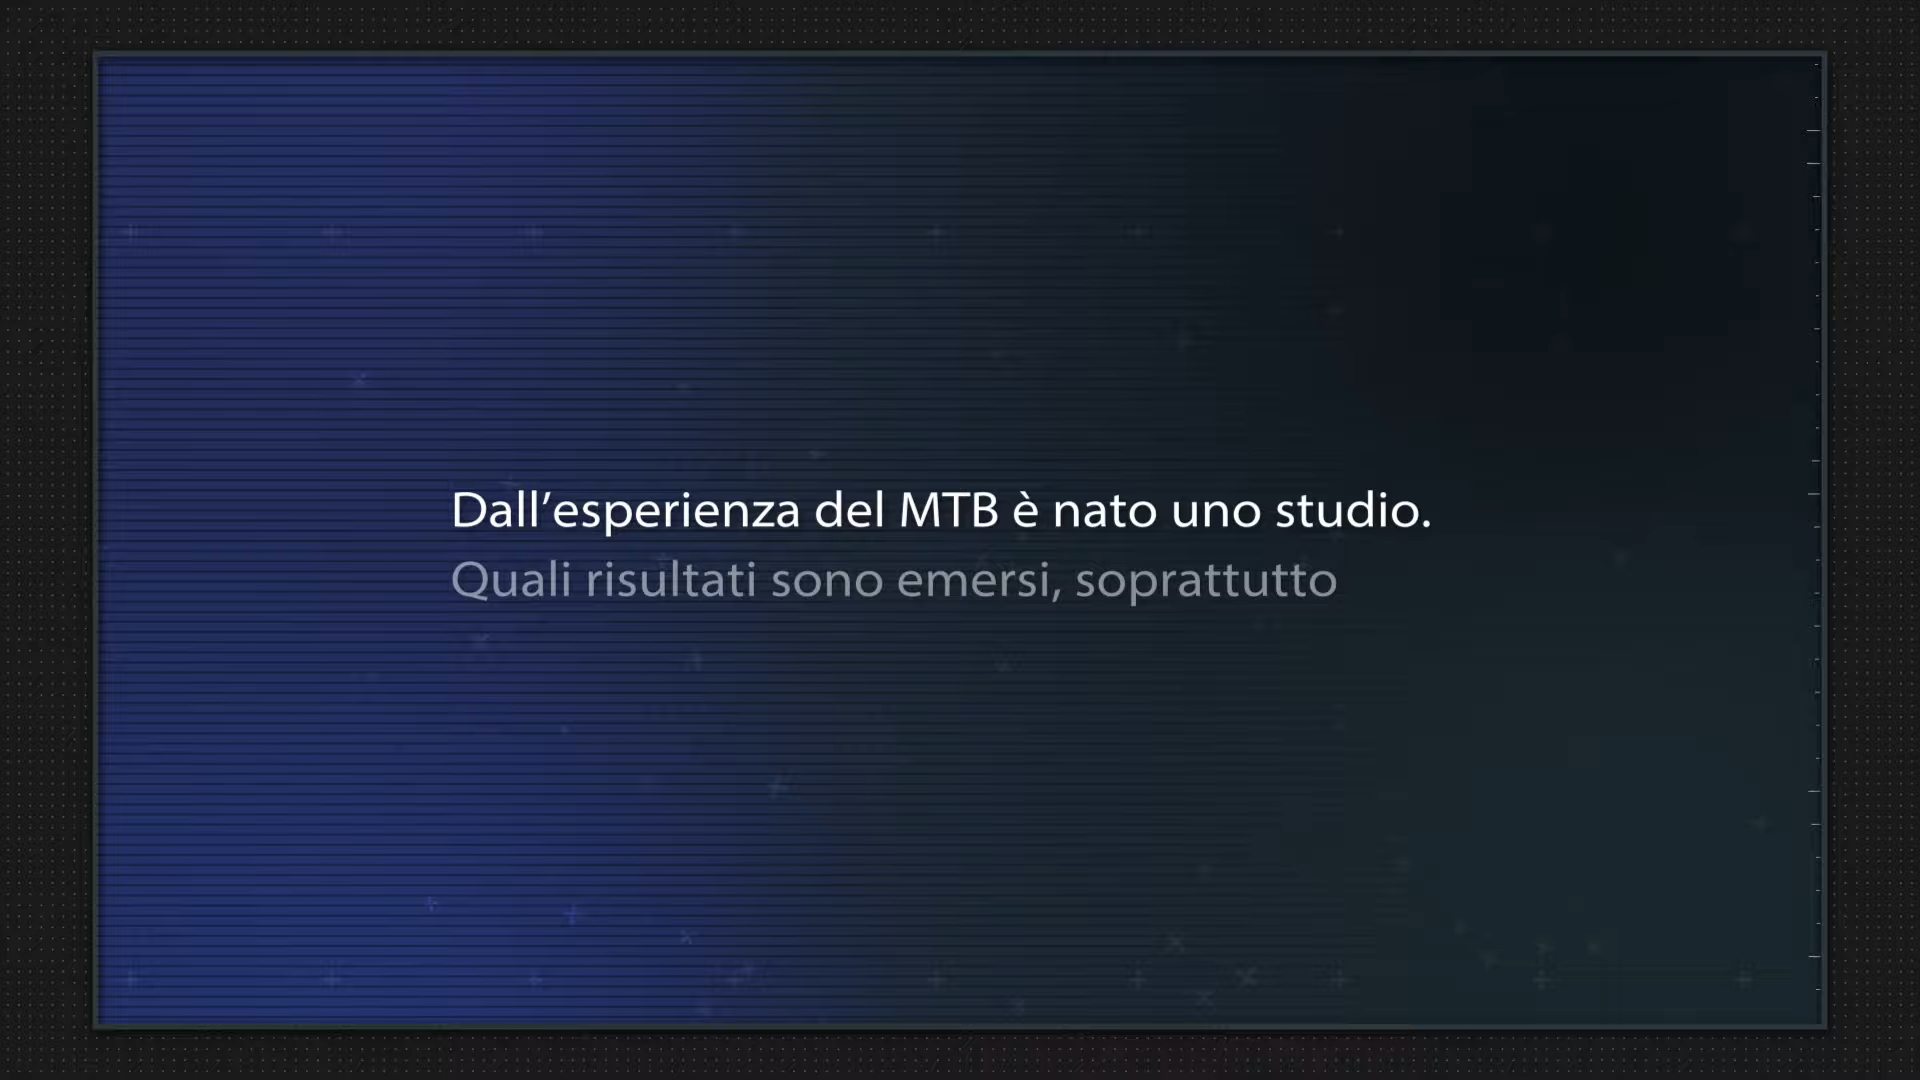 Dall’esperienza del MTB è nato uno studio.
Quali risultati sono emersi, soprattutto